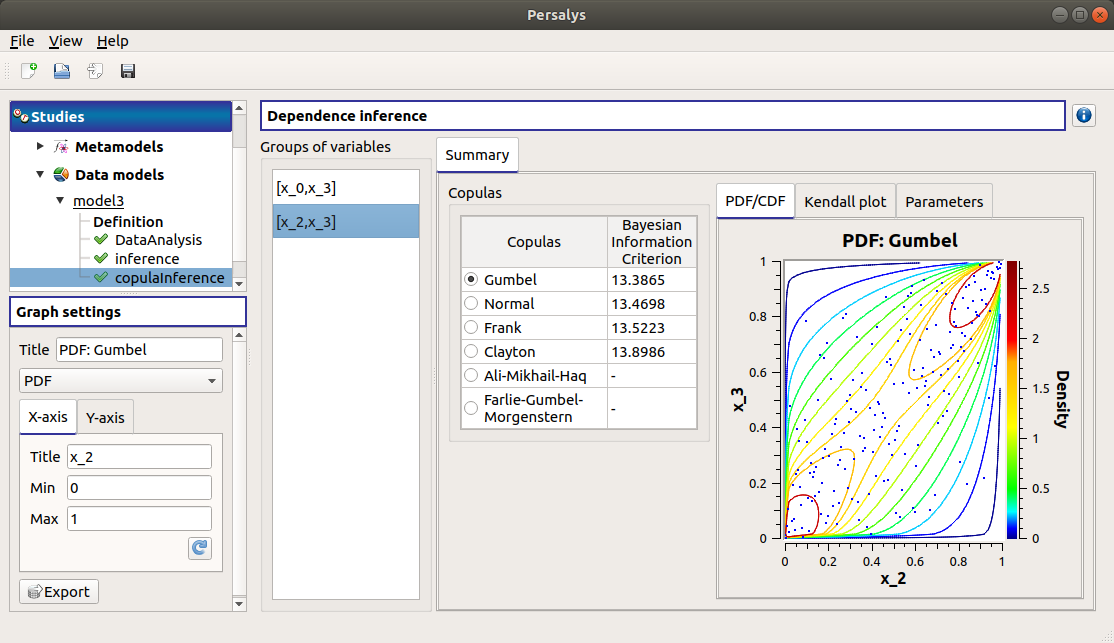 Persalys
File View Help
Studies
Metamodels
Data models
model3
Definition
DataAnalysis
inference
copulaInference
Graph settings
Title PDF: Gumbel
PDF
X-axis Y-axis
Title x_2
Min 0
Max 1
Export
Dependence inference
Groups of variables
[x_0,x_3]
[x_2,x_3]
Summary
Copulas
Copulas
Bayesian
Information
Criterion
Gumbel 13.3865
Normal 13.4698
Frank 13.5223
Clayton 13.8986
Ali-Mikhail-Haq -
Farlie-Gumbel-
Morgenstern -
PDF/CDF Kendall plot Parameters
PDF: Gumbel
1
0.8
0.6
0.4
0.2
0
x_3
0 0.2 0.4 0.6 0.8 1
x_2
2.5
2
1.5
1
0.5
0
Density